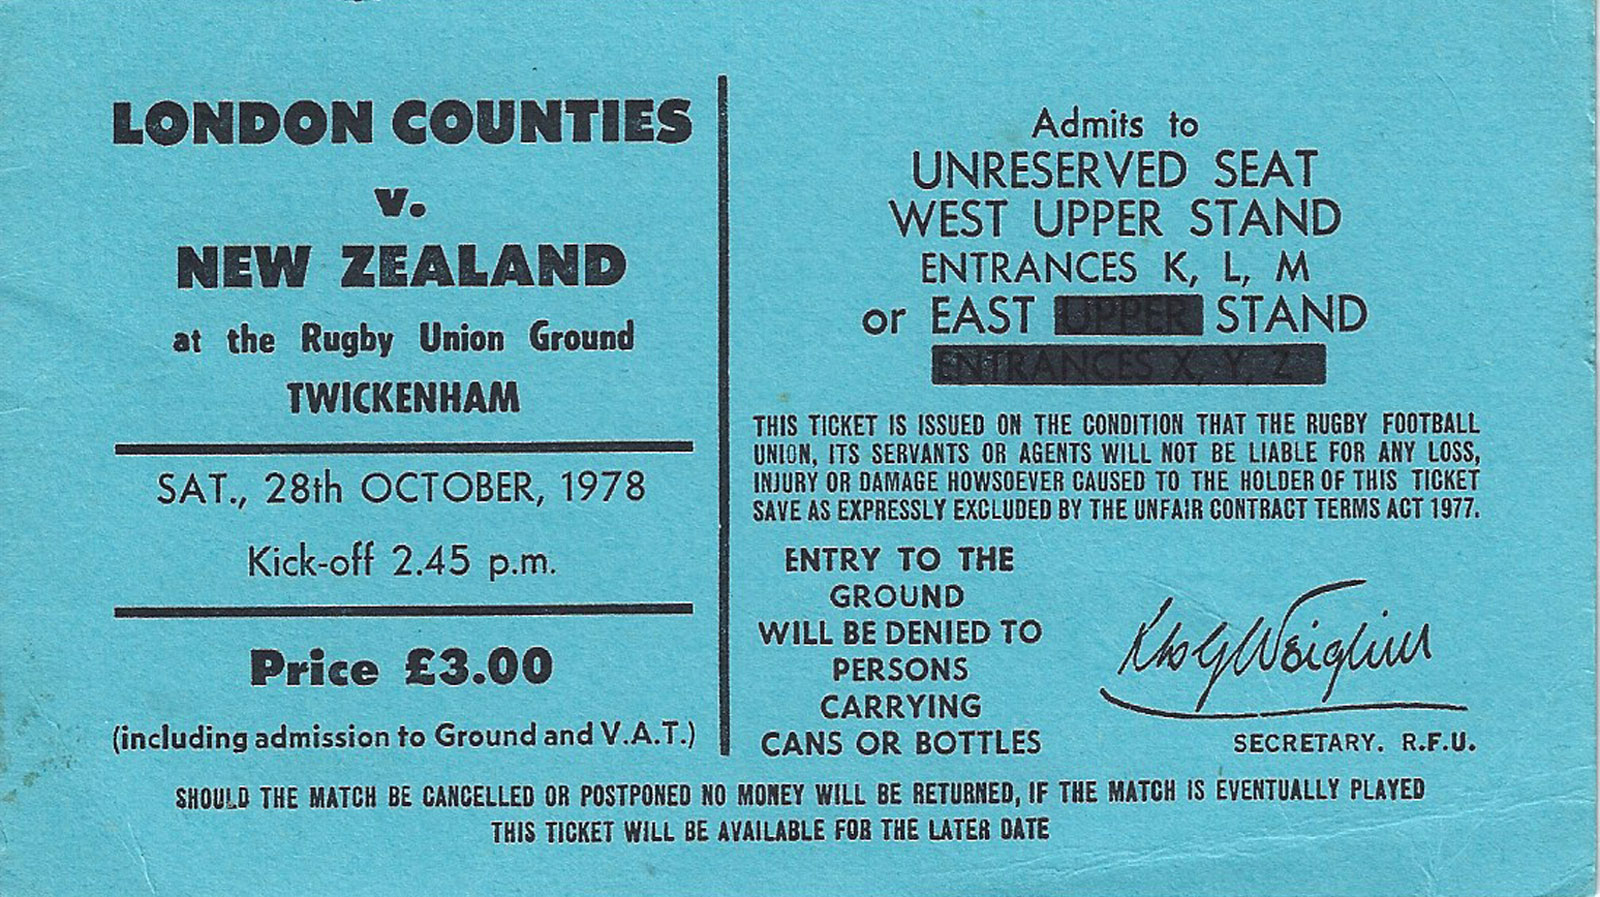 LONDON COUNTIES
v.
NEW ZEALAND
at the Rugby Union Ground
TWICKENHAM
SAT., 28th OCTOBER, 1978
Kick-off 2.45 p.m.
Price £3.00
(including admission to Ground and V.A.T.)
Admits to
UNRESERVED SEAT
WEST UPPER STAND
ENTRANCES K, L, M
or EAST UPPER STAND
ENTRANCES X, Y, Z
THIS TICKET IS ISSUED ON THE CONDITION THAT THE RUGBY FOOTBALL
UNION, ITS SERVANTS OR AGENTS WILL NOT BE LIABLE FOR ANY LOSS,
INJURY OR DAMAGE HOWSOEVER CAUSED TO THE HOLDER OF THIS TICKET
SAVE AS EXPRESSLY EXCLUDED BY THE UNFAIR CONTRACT TERMS ACT 1977.
ENTRY TO THE
GROUND
WILL BE DENIED TO
PERSONS
CARRYING
CANS OR BOTTLES
SECRETARY. R.F.U.
SHOULD THE MATCH BE CANCELLED OR POSTPONED NO MONEY WILL BE RETURNED, IF THE MATCH IS EVENTUALLY PLAYED
THIS TICKET WILL BE AVAILABLE FOR THE LATER DATE